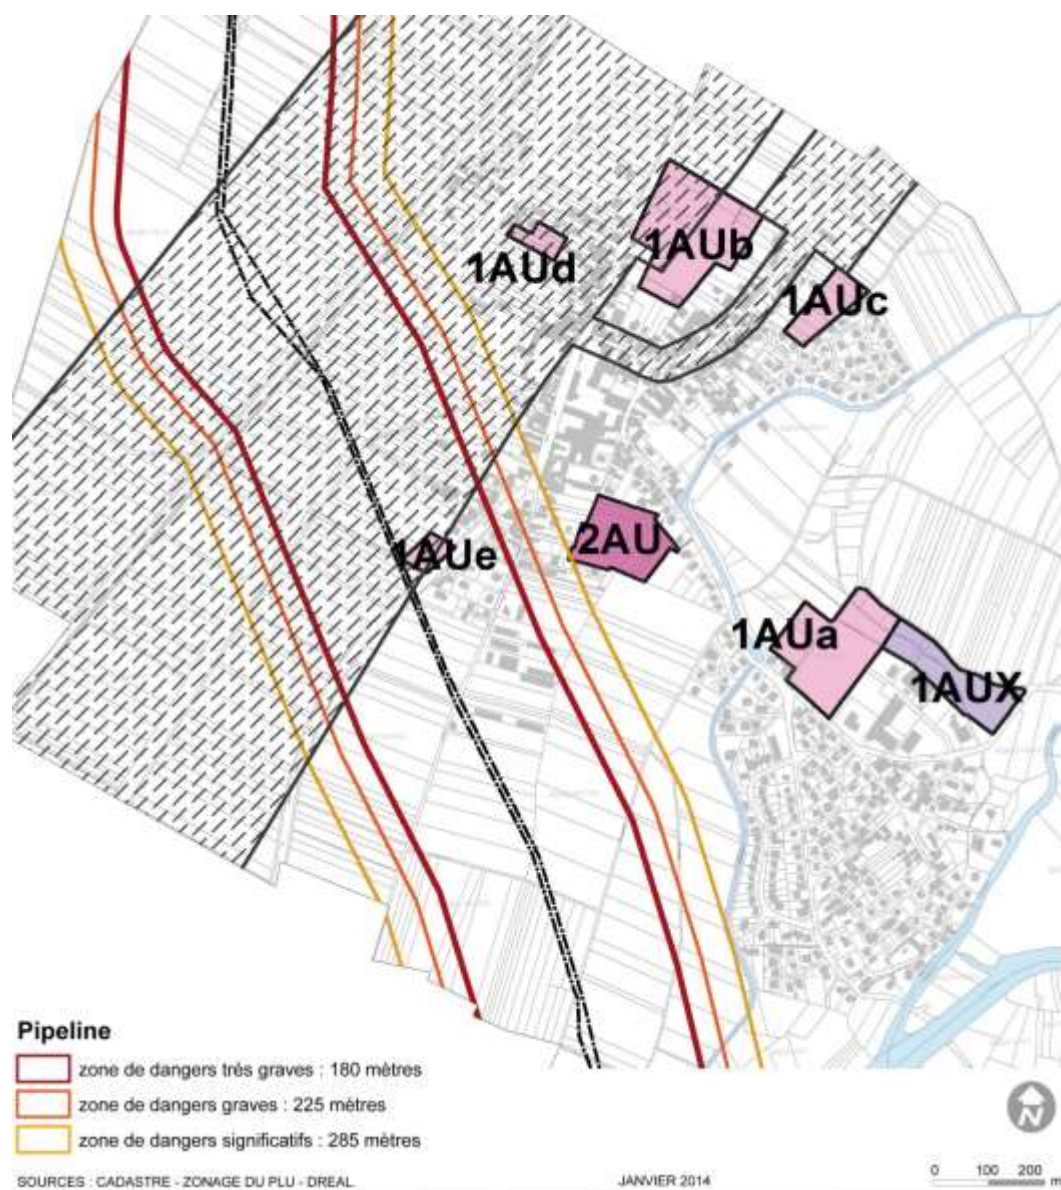 1AUb
1AUd
1AUc
1AUe
2AU
1AUa
1AUX
Pipeline
zone de dangers trés graves : 180 mètres
zone de dangers graves : 225 mètres
zone de dangers significatifs : 285 mètres
N
0 100 200 m
SOURCES : CADASTRE - ZONAGE DU PLU - DREAL
JANVIER 2014